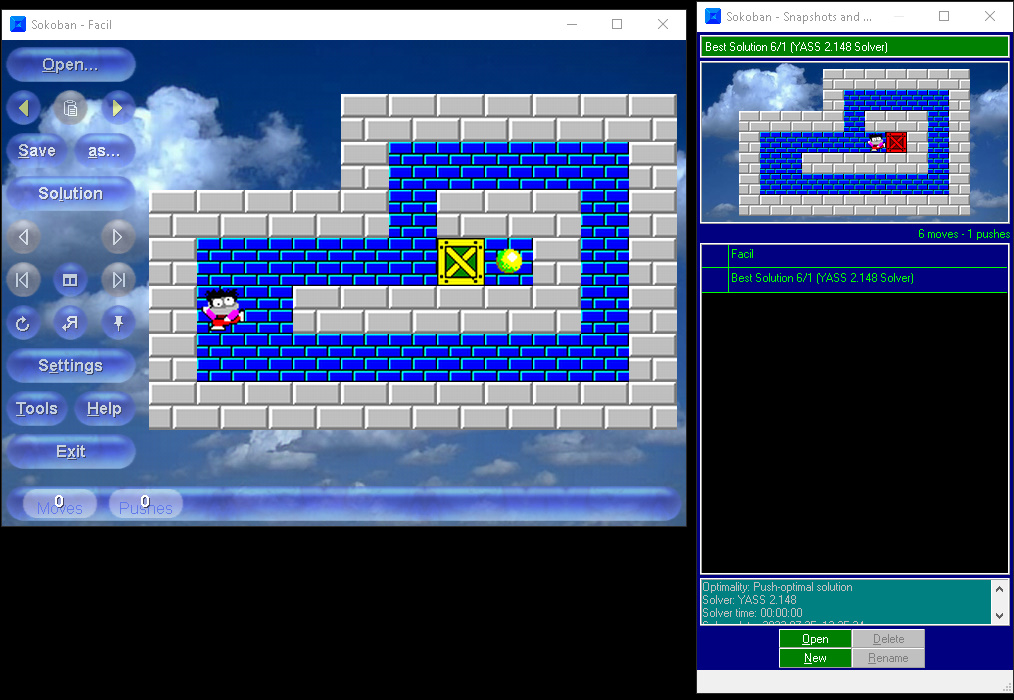 Sokoban - Facil
Open...
Save as...
Solution
Settings
Tools Help
Exit
0 0
Moves Pushes
Sokoban - Snapshots and ...
Best Solution 6/1 (YASS 2.148 Solver)
6 moves - 1 pushes
Facil
Best Solution 6/1 (YASS 2.148 Solver)
Optimality: Push-optimal solution
Solver: YASS 2.148
Solver time: 00:00:00
Open Delete
New Rename